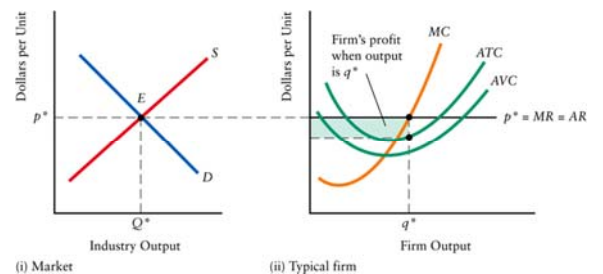 Dollars per Unit
S
E
p*
D
Q*
Industry Output
(i) Market
Dollars per Unit
Firm's profit
when output
is q*
MC
ATC
AVC
p* = MR = AR
q*
Firm Output
(ii) Typical firm